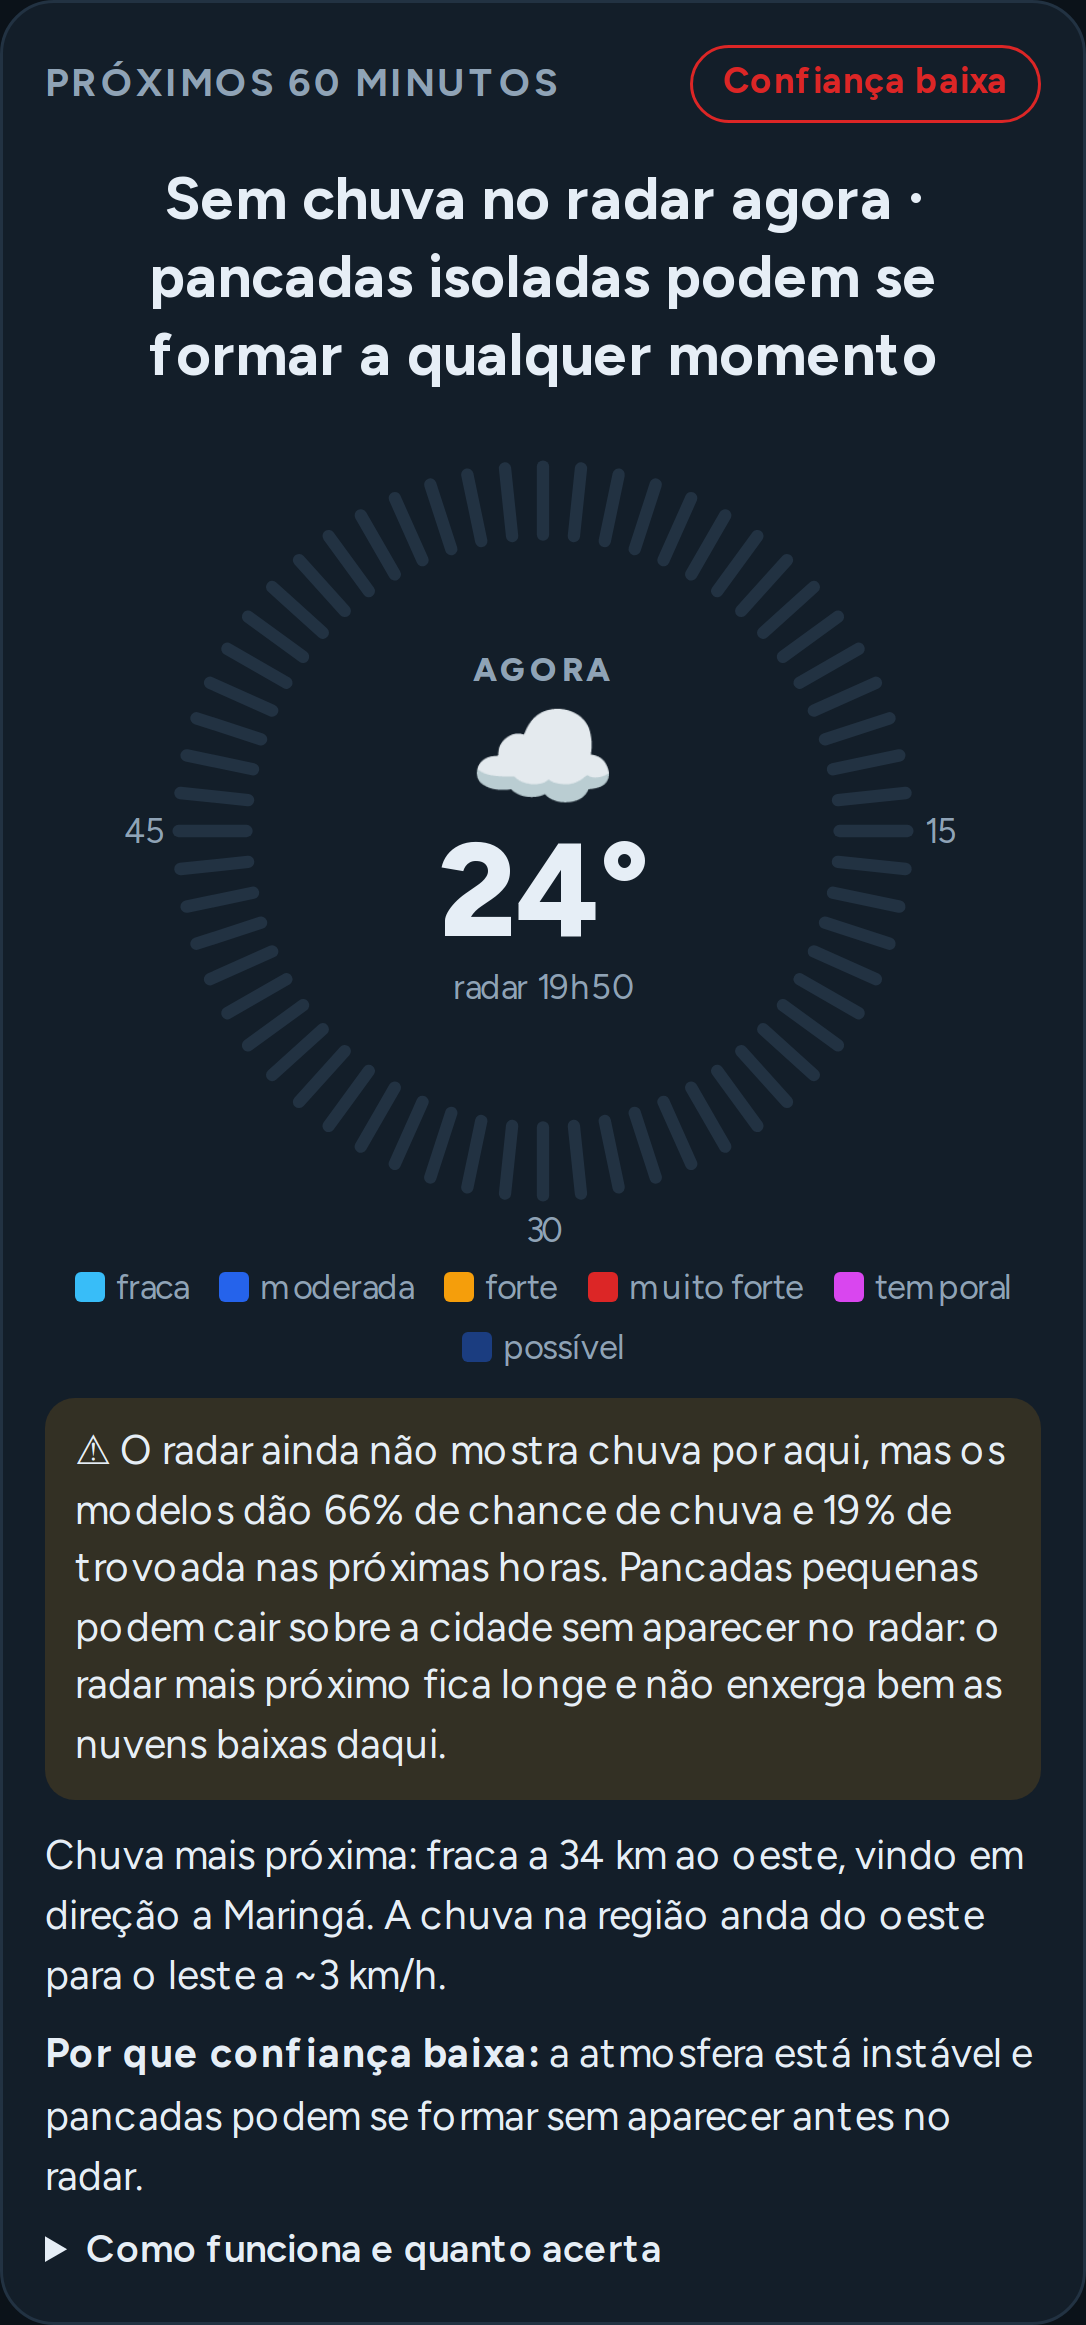 PRÓXIMOS 60 MINUTOS
Confiança baixa
Sem chuva no radar agora ·
pancadas isoladas podem se
formar a qualquer momento
AGORA
24°
radar 19h50
45
15
30
fraca moderada forte muito forte temporal
possível
⚠ O radar ainda não mostra chuva por aqui, mas os
modelos dão 66% de chance de chuva e 19% de
trovoada nas próximas horas. Pancadas pequenas
podem cair sobre a cidade sem aparecer no radar: o
radar mais próximo fica longe e não enxerga bem as
nuvens baixas daqui.
Chuva mais próxima: fraca a 34 km ao oeste, vindo em
direção a Maringá. A chuva na região anda do oeste
para o leste a ~3 km/h.
Por que confiança baixa: a atmosfera está instável e
pancadas podem se formar sem aparecer antes no
radar.
▶ Como funciona e quanto acerta